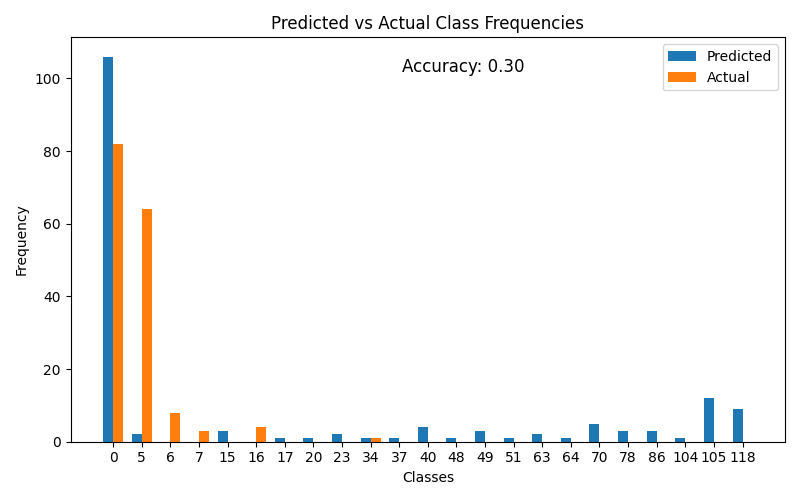 Predicted vs Actual Class Frequencies
Accuracy: 0.30
Predicted
Actual
Frequency
100
80
60
40
20
0
0 5 6 7 15 16 17 20 23 34 37 40 48 49 51 63 64 70 78 86 104 105 118
Classes